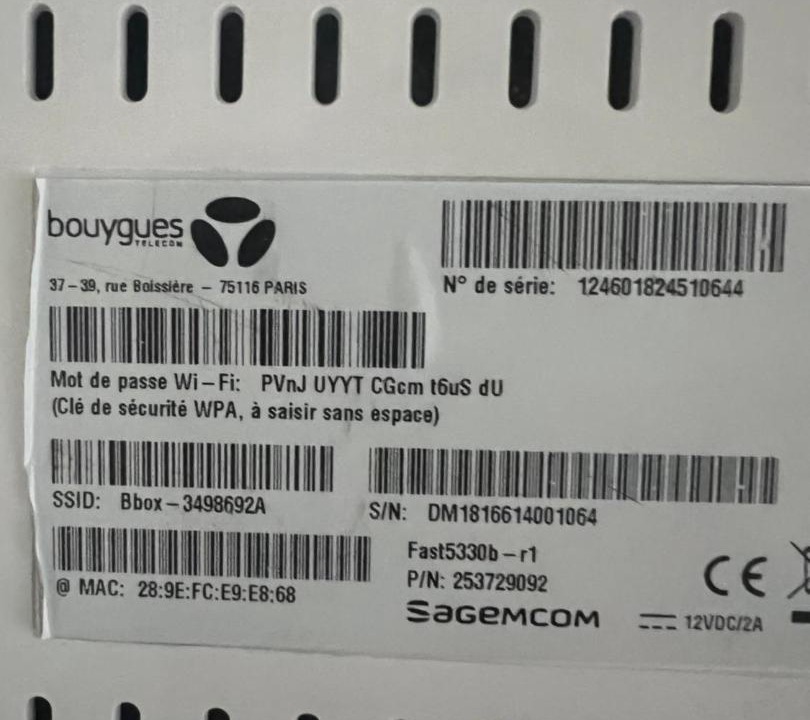 bouygues
TELECOM
37-39, rue Boissière – 75116 PARIS
N° de série: 124601824510644
Mot de passe Wi-Fi: PVnJ UYYT CGcm t6uS dU
(Clé de sécurité WPA, à saisir sans espace)
SSID: Bbox-3498692A
S/N: DM1816614001064
Fast5330b-r1
@ MAC: 28:9E:FC:E9:E8:68
P/N: 253729092
SAGEMCOM
CE
12VDC/2A